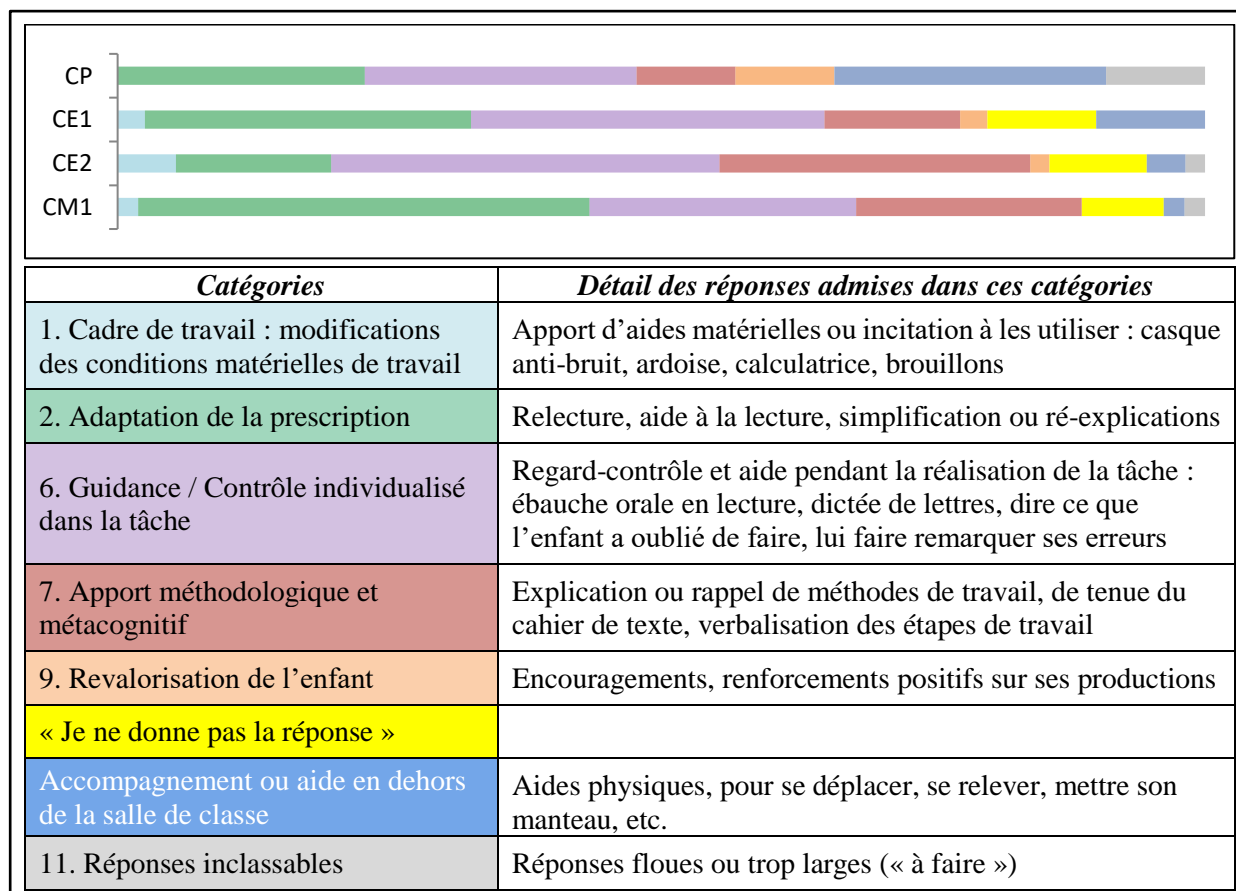 CP
CE1
CE2
CM1
Catégories
Détail des réponses admises dans ces catégories
1. Cadre de travail : modifications
des conditions matérielles de travail
Apport d’aides matérielles ou incitation à les utiliser : casque
anti-bruit, ardoise, calculatrice, brouillons
2. Adaptation de la prescription
Relecture, aide à la lecture, simplification ou ré-explications
6. Guidance / Contrôle individualisé
dans la tâche
Regard-contrôle et aide pendant la réalisation de la tâche :
ébauche orale en lecture, dictée de lettres, dire ce que
l’enfant a oublié de faire, lui faire remarquer ses erreurs
7. Apport méthodologique et
métacognitif
Explication ou rappel de méthodes de travail, de tenue du
cahier de texte, verbalisation des étapes de travail
9. Revalorisation de l’enfant
Encouragements, renforcements positifs sur ses productions
« Je ne donne pas la réponse »
Accompagnement ou aide en dehors
de la salle de classe
Aides physiques, pour se déplacer, se relever, mettre son
manteau, etc.
11. Réponses inclassables
Réponses floues ou trop larges (« à faire »)